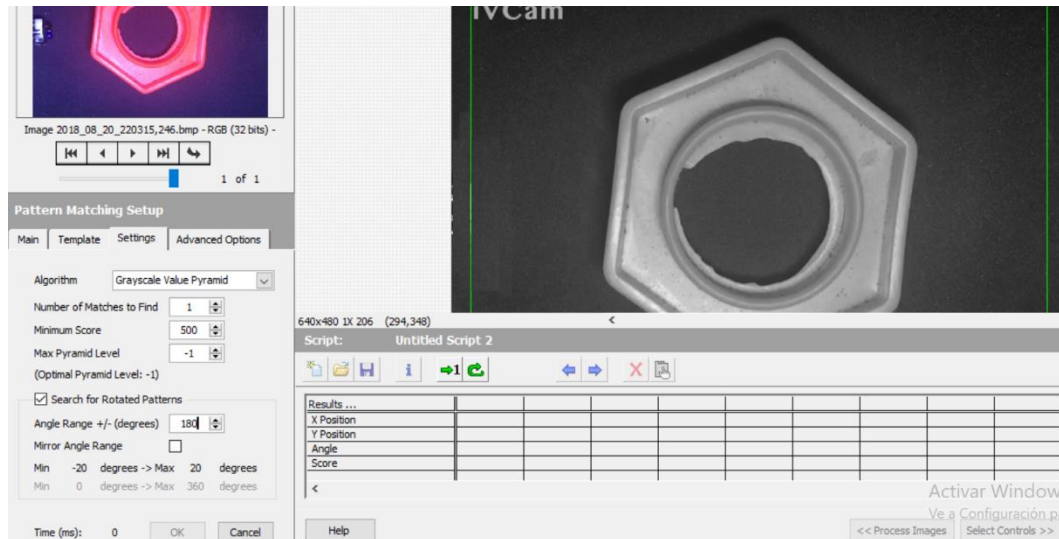 IVCam
Image 2018_08_20_220315,246.bmp - RGB (32 bits) -
1 of 1
Pattern Matching Setup
Main Template Settings Advanced Options
Algorithm Grayscale Value Pyramid
Number of Matches to Find 1
Minimum Score 500
Max Pyramid Level -1
(Optimal Pyramid Level: -1)
Search for Rotated Patterns
Angle Range +/- (degrees) 180
Mirror Angle Range
Min -20 degrees -> Max 20 degrees
Min 0 degrees -> Max 360 degrees
Time (ms): 0 OK Cancel
640x480 1X 206 (294,348) <
Script: Untitled Script 2
1
Results ...
X Position
Y Position
Angle
Score
<
Activar Window
Ve a Configuración p
Help << Process Images Select Controls >>